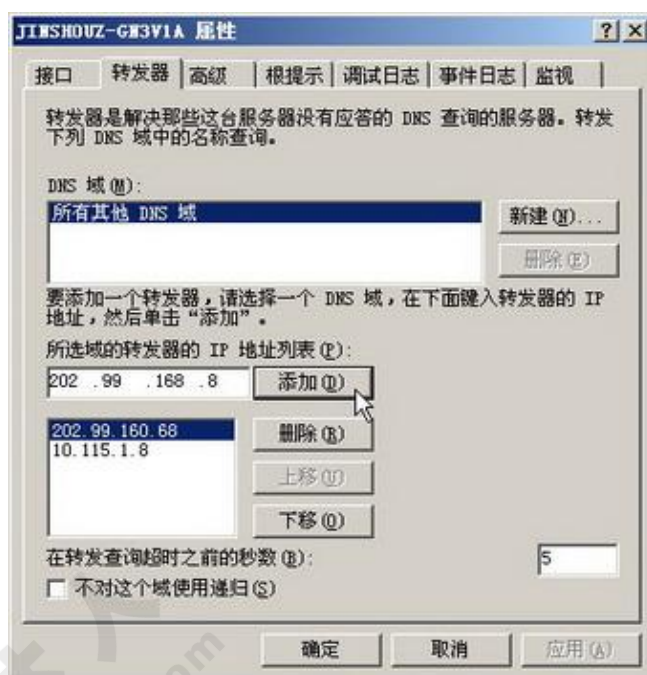 JINSHOUZ-GW3V1A 属性
接口 转发器 高级 根提示 调试日志 事件日志 监视
转发器是解决那些这台服务器没有应答的 DNS 查询的服务器。转发
下列 DNS 域中的名称查询。
DNS 域(M):
所有其他 DNS 域
新建(N)...
删除(E)
要添加一个转发器，请选择一个 DNS 域，在下面键入转发器的 IP
地址，然后单击“添加”。
所选域的转发器的 IP 地址列表(P):
202 .99 .168 .8 添加(D)
202.99.160.68 删除(R)
10.115.1.8
上移(U)
下移(O)
在转发查询超时之前的秒数(B): 5
不对这个域使用递归(S)
确定 取消 应用(A)